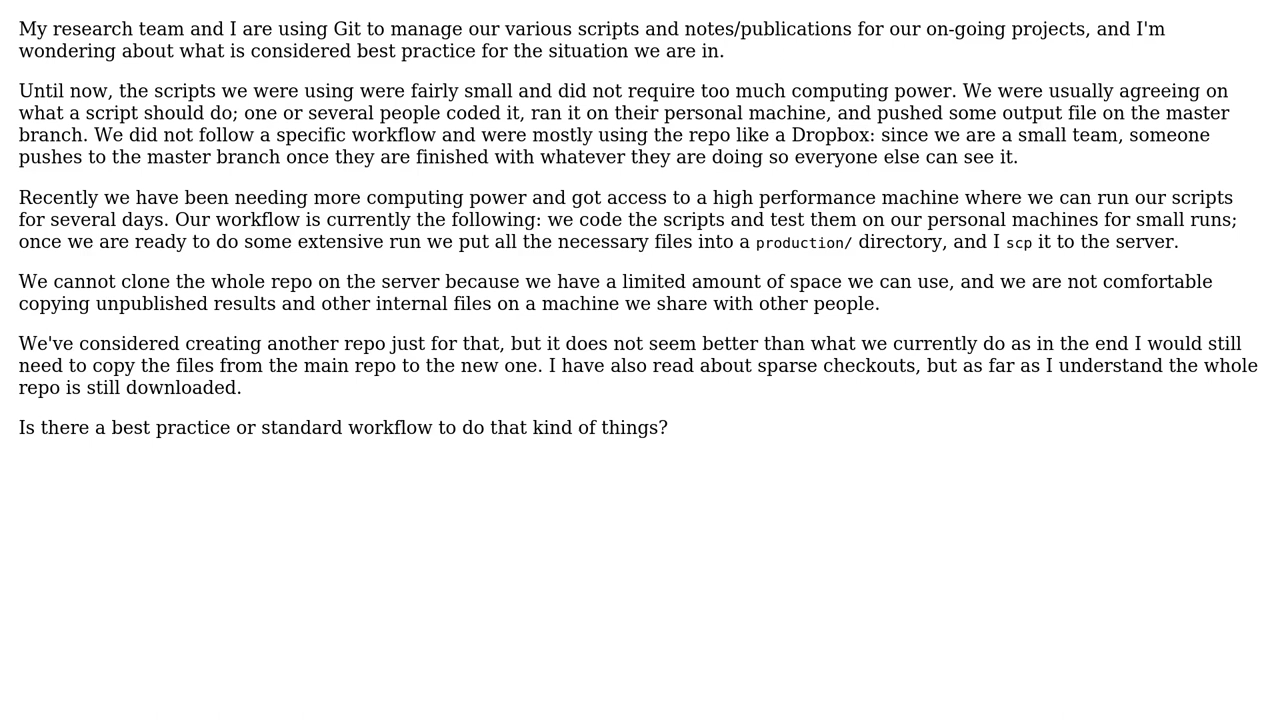 My research team and I are using Git to manage our various scripts and notes/publications for our on-going projects, and I'm
wondering about what is considered best practice for the situation we are in.
Until now, the scripts we were using were fairly small and did not require too much computing power. We were usually agreeing on
what a script should do; one or several people coded it, ran it on their personal machine, and pushed some output file on the master
branch. We did not follow a specific workflow and were mostly using the repo like a Dropbox: since we are a small team, someone
pushes to the master branch once they are finished with whatever they are doing so everyone else can see it.
Recently we have been needing more computing power and got access to a high performance machine where we can run our scripts
for several days. Our workflow is currently the following: we code the scripts and test them on our personal machines for small runs;
once we are ready to do some extensive run we put all the necessary files into a production/ directory, and I scp it to the server.
We cannot clone the whole repo on the server because we have a limited amount of space we can use, and we are not comfortable
copying unpublished results and other internal files on a machine we share with other people.
We've considered creating another repo just for that, but it does not seem better than what we currently do as in the end I would still
need to copy the files from the main repo to the new one. I have also read about sparse checkouts, but as far as I understand the whole
repo is still downloaded.
Is there a best practice or standard workflow to do that kind of things?